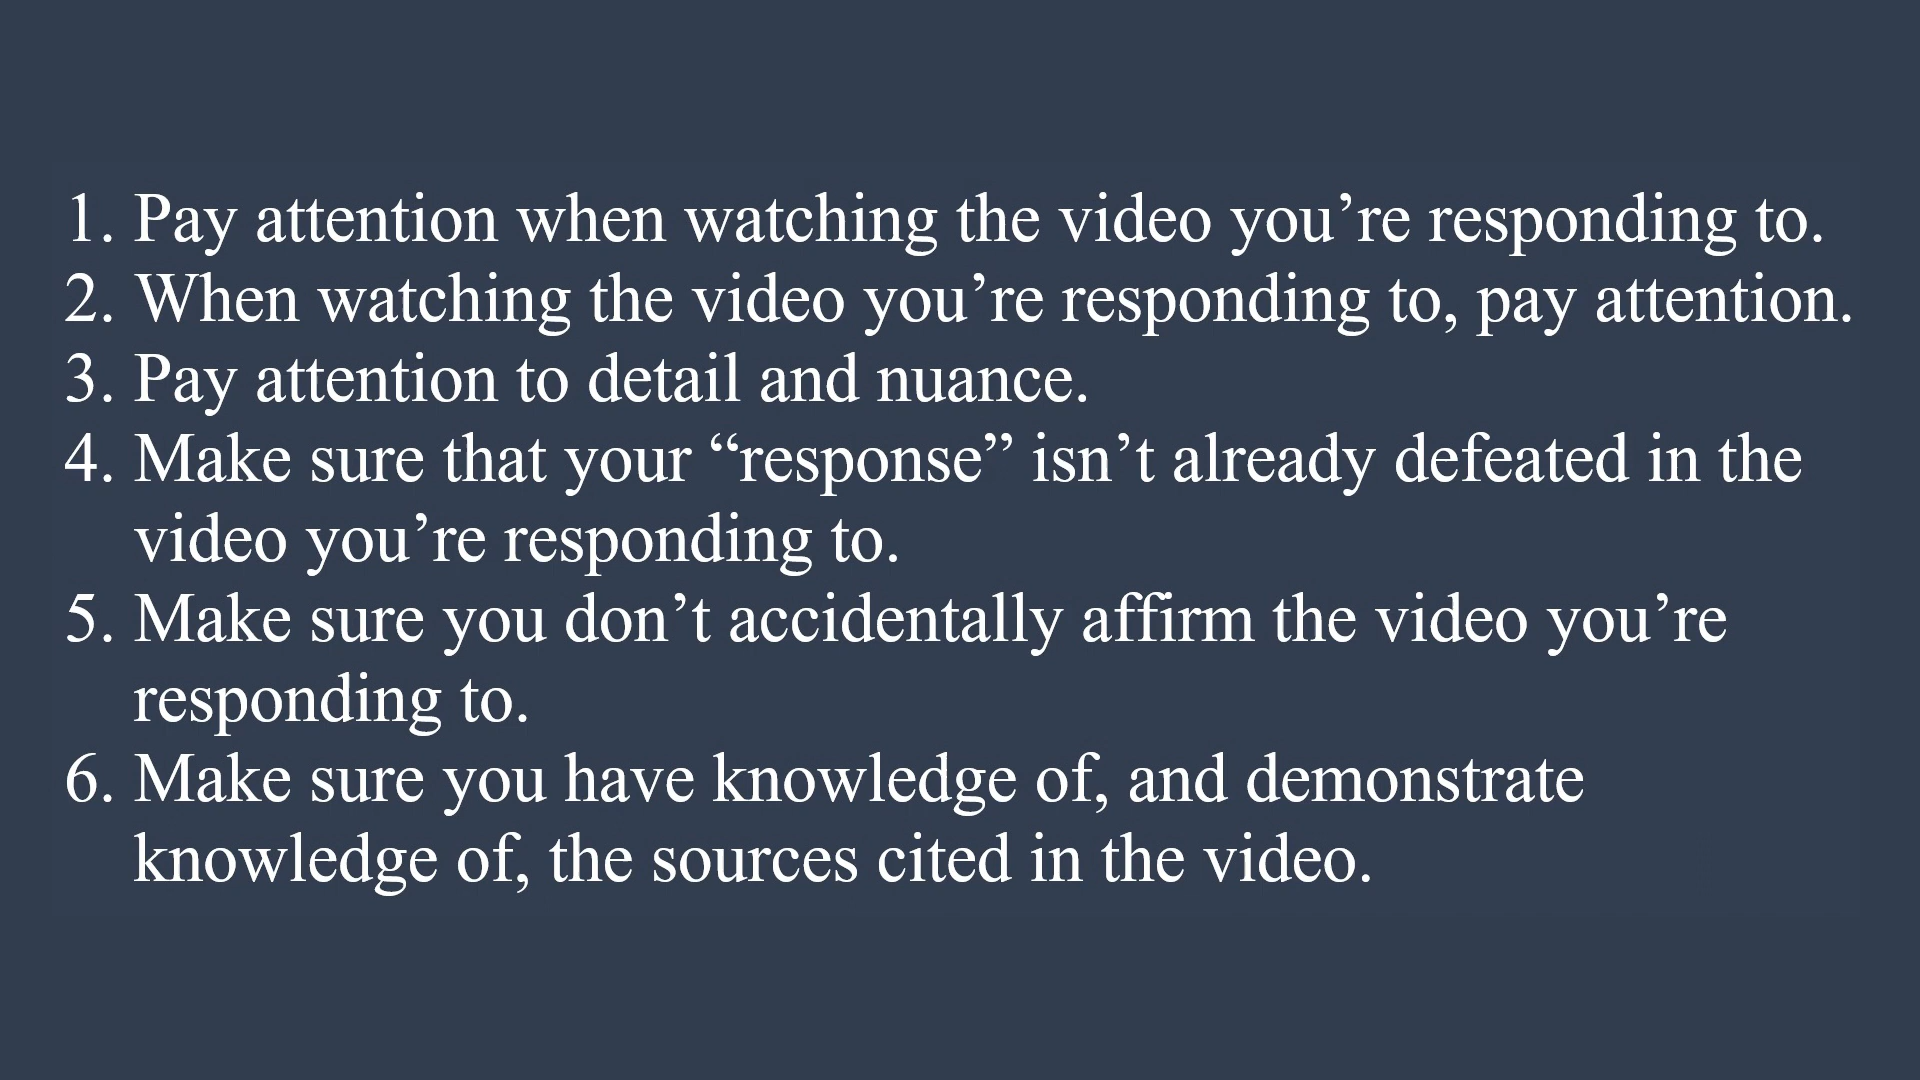 1. Pay attention when watching the video you’re responding to.
2. When watching the video you’re responding to, pay attention.
3. Pay attention to detail and nuance.
4. Make sure that your “response” isn’t already defeated in the
video you’re responding to.
5. Make sure you don’t accidentally affirm the video you’re
responding to.
6. Make sure you have knowledge of, and demonstrate
knowledge of, the sources cited in the video.